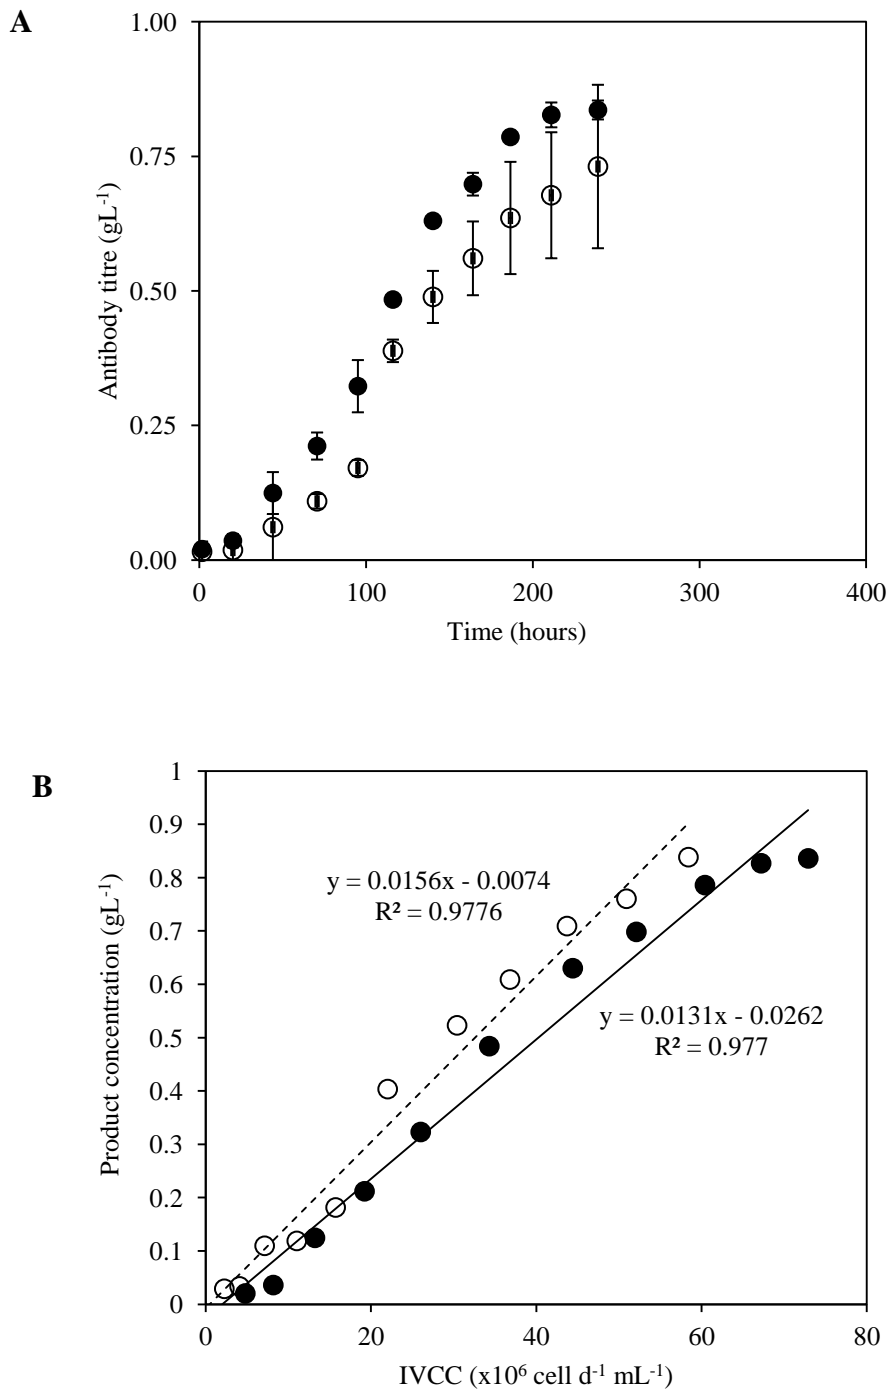 A
1.00
0.75
0.50
0.25
0.00
Antibody titre (gL⁻¹)
0 100 200 300 400
Time (hours)
B
1
0.9
0.8
0.7
0.6
0.5
0.4
0.3
0.2
0.1
0
Product concentration (gL⁻¹)
y = 0.0156x - 0.0074
R² = 0.9776
y = 0.0131x - 0.0262
R² = 0.977
0 20 40 60 80
IVCC (x10⁶ cell d⁻¹ mL⁻¹)